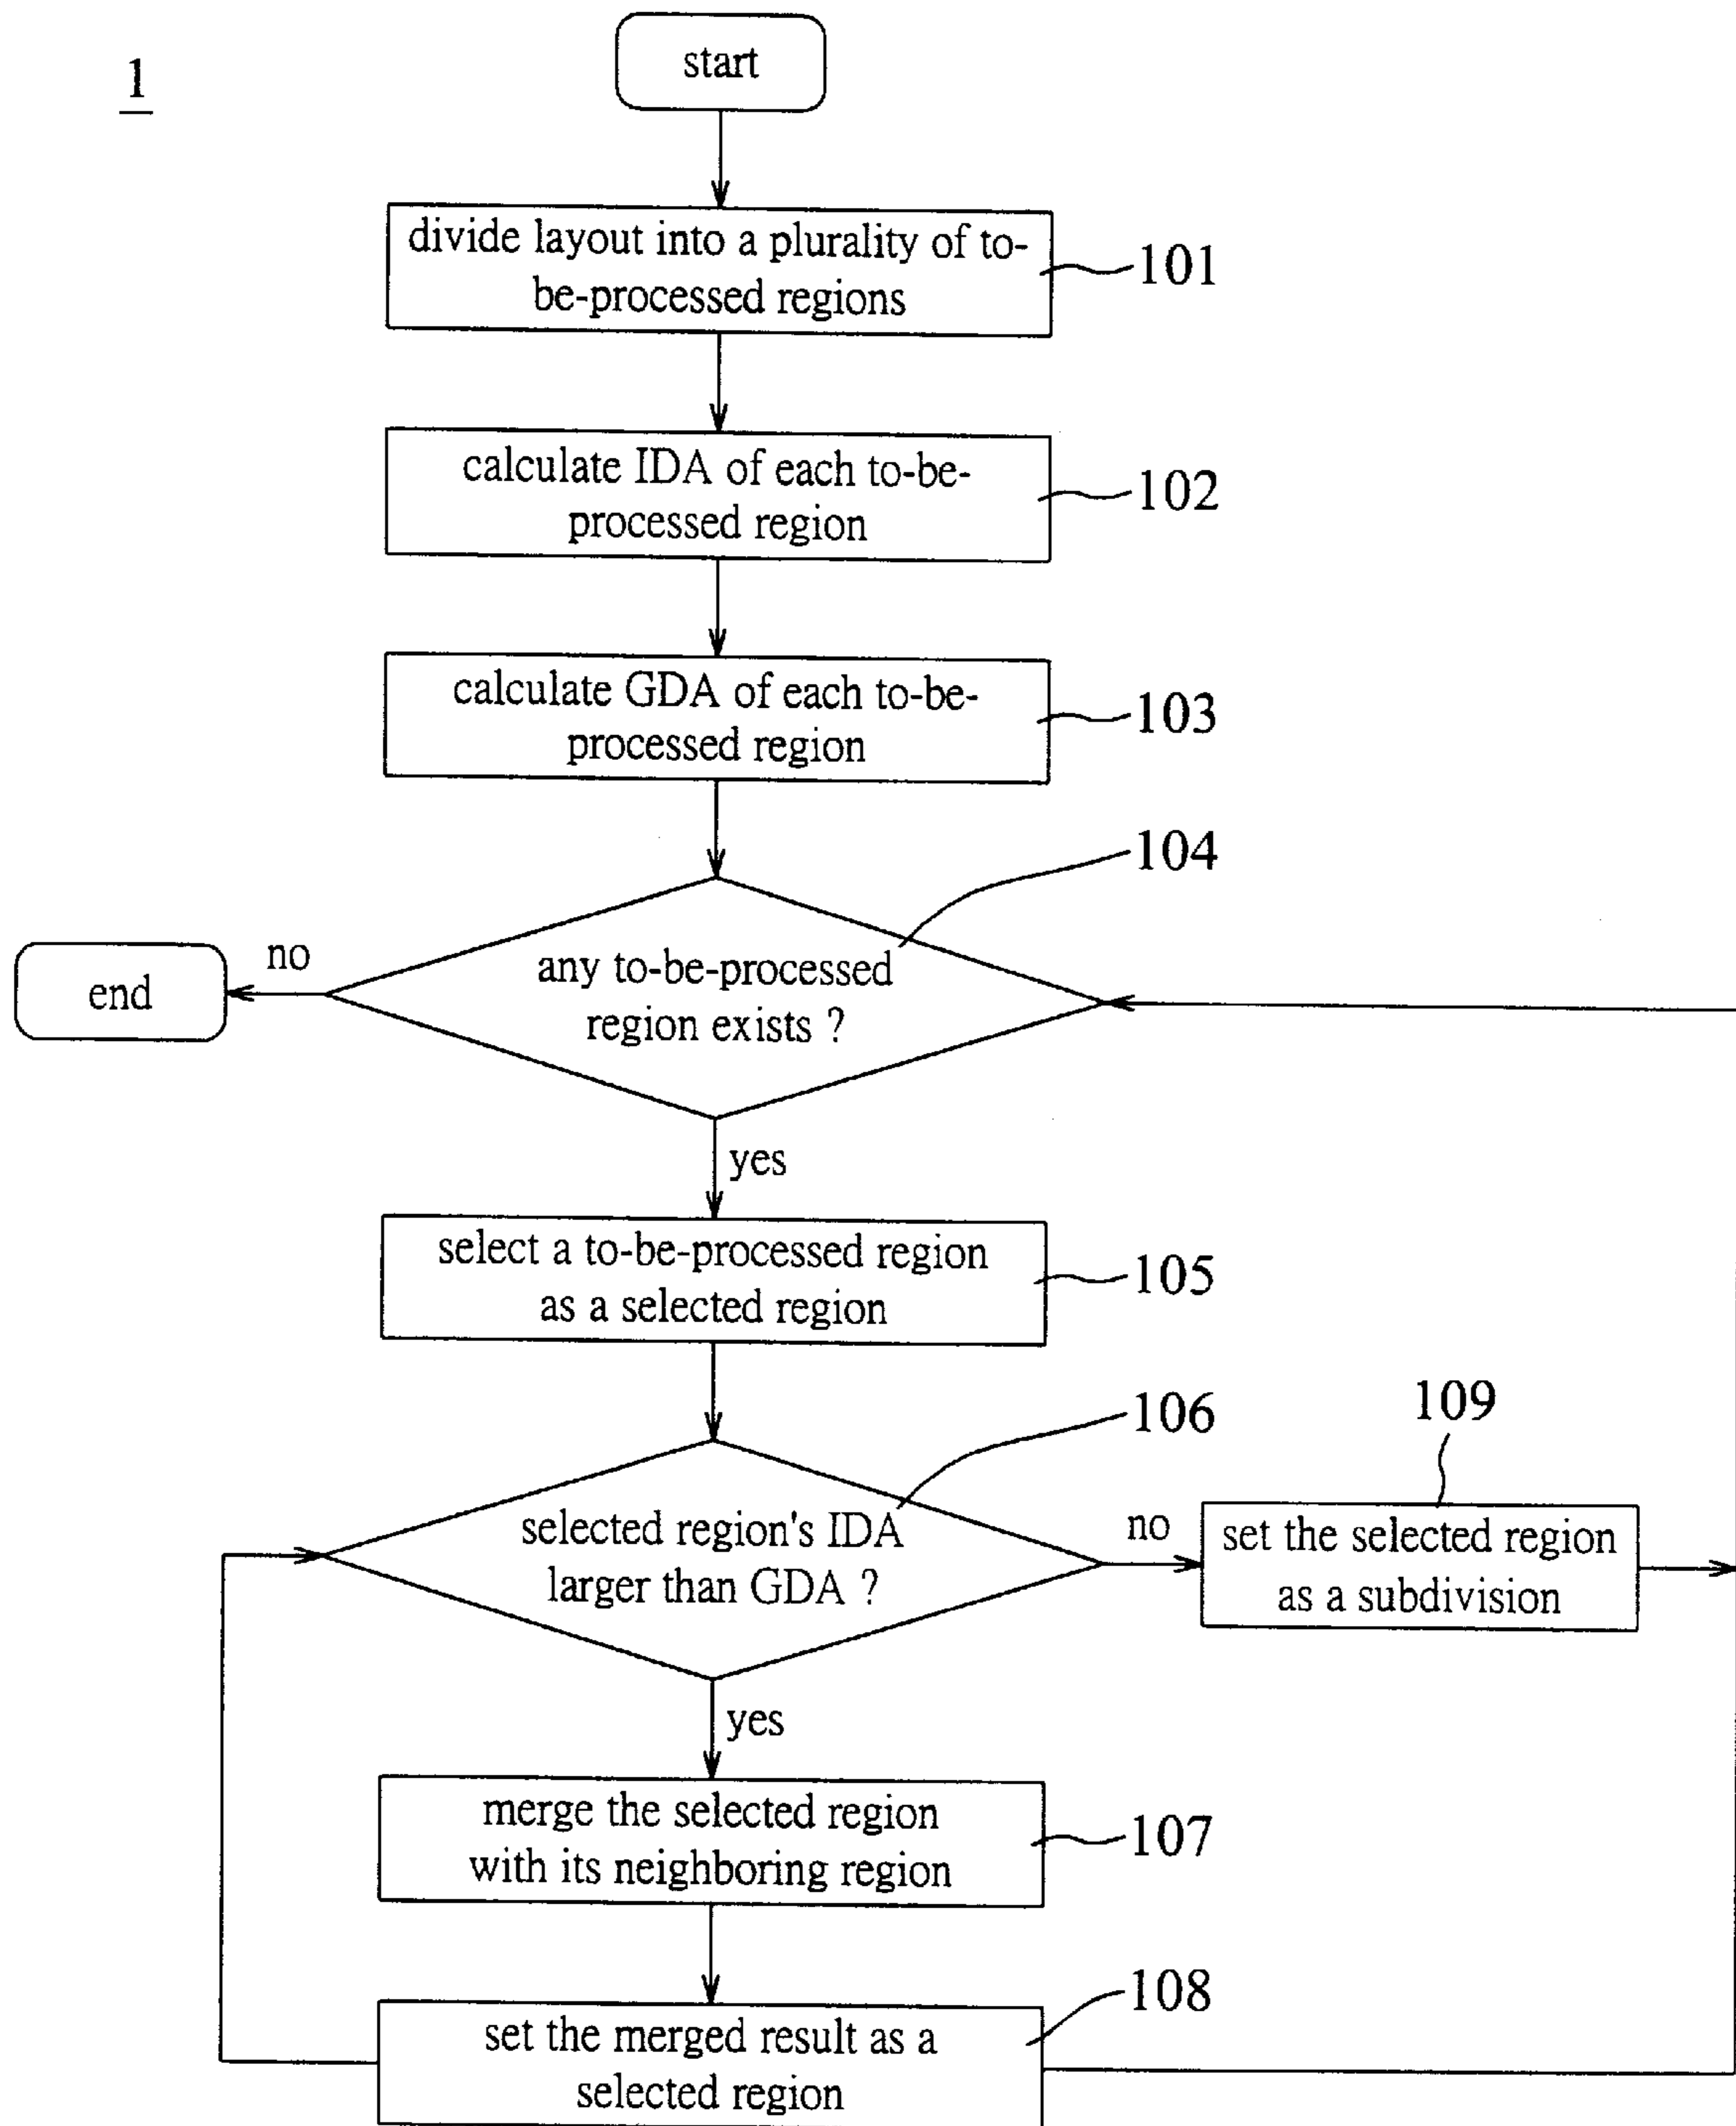 1
start
divide layout into a plurality of to-
be-processed regions
101
calculate IDA of each to-be-
processed region
102
calculate GDA of each to-be-
processed region
103
104
any to-be-processed
region exists ?
no
end
yes
select a to-be-processed region
as a selected region
105
106
selected region's IDA
larger than GDA ?
no
109
set the selected region
as a subdivision
yes
merge the selected region
with its neighboring region
107
108
set the merged result as a
selected region